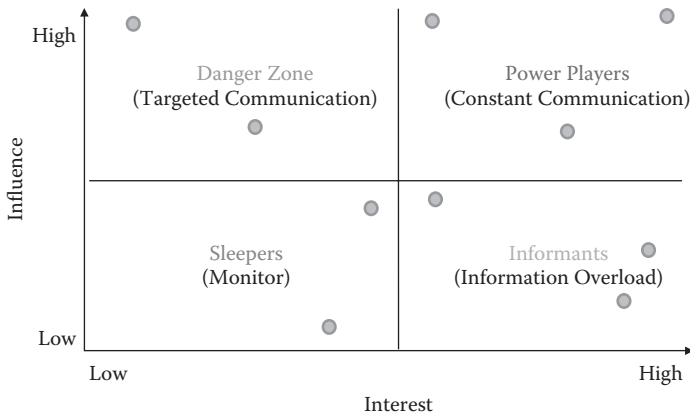 High
Danger Zone
(Targeted Communication)
Power Players
(Constant Communication)
Influence
Sleepers
(Monitor)
Informants
(Information Overload)
Low
Low
High
Interest